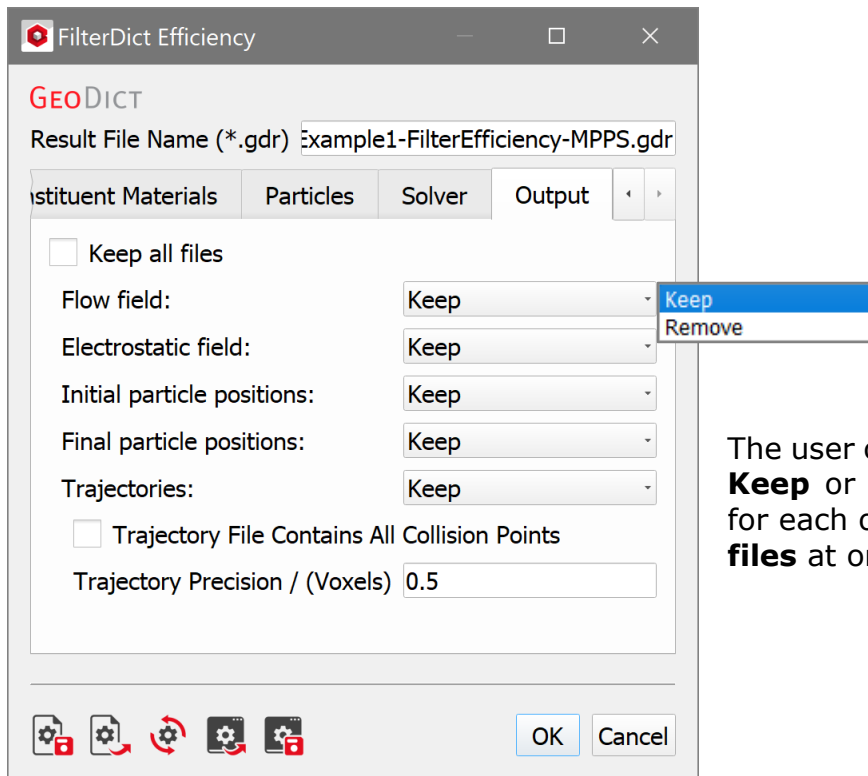 FilterDict Efficiency
GEODICT
Result File Name (*.gdr) Example1-FilterEfficiency-MPPS.gdr
stituent Materials Particles Solver Output
Keep all files
Flow field: Keep
Keep
Remove
Electrostatic field: Keep
Initial particle positions: Keep
Final particle positions: Keep
Trajectories: Keep
Trajectory File Contains All Collision Points
Trajectory Precision / (Voxels) 0.5
OK Cancel
The user
Keep or
for each
files at